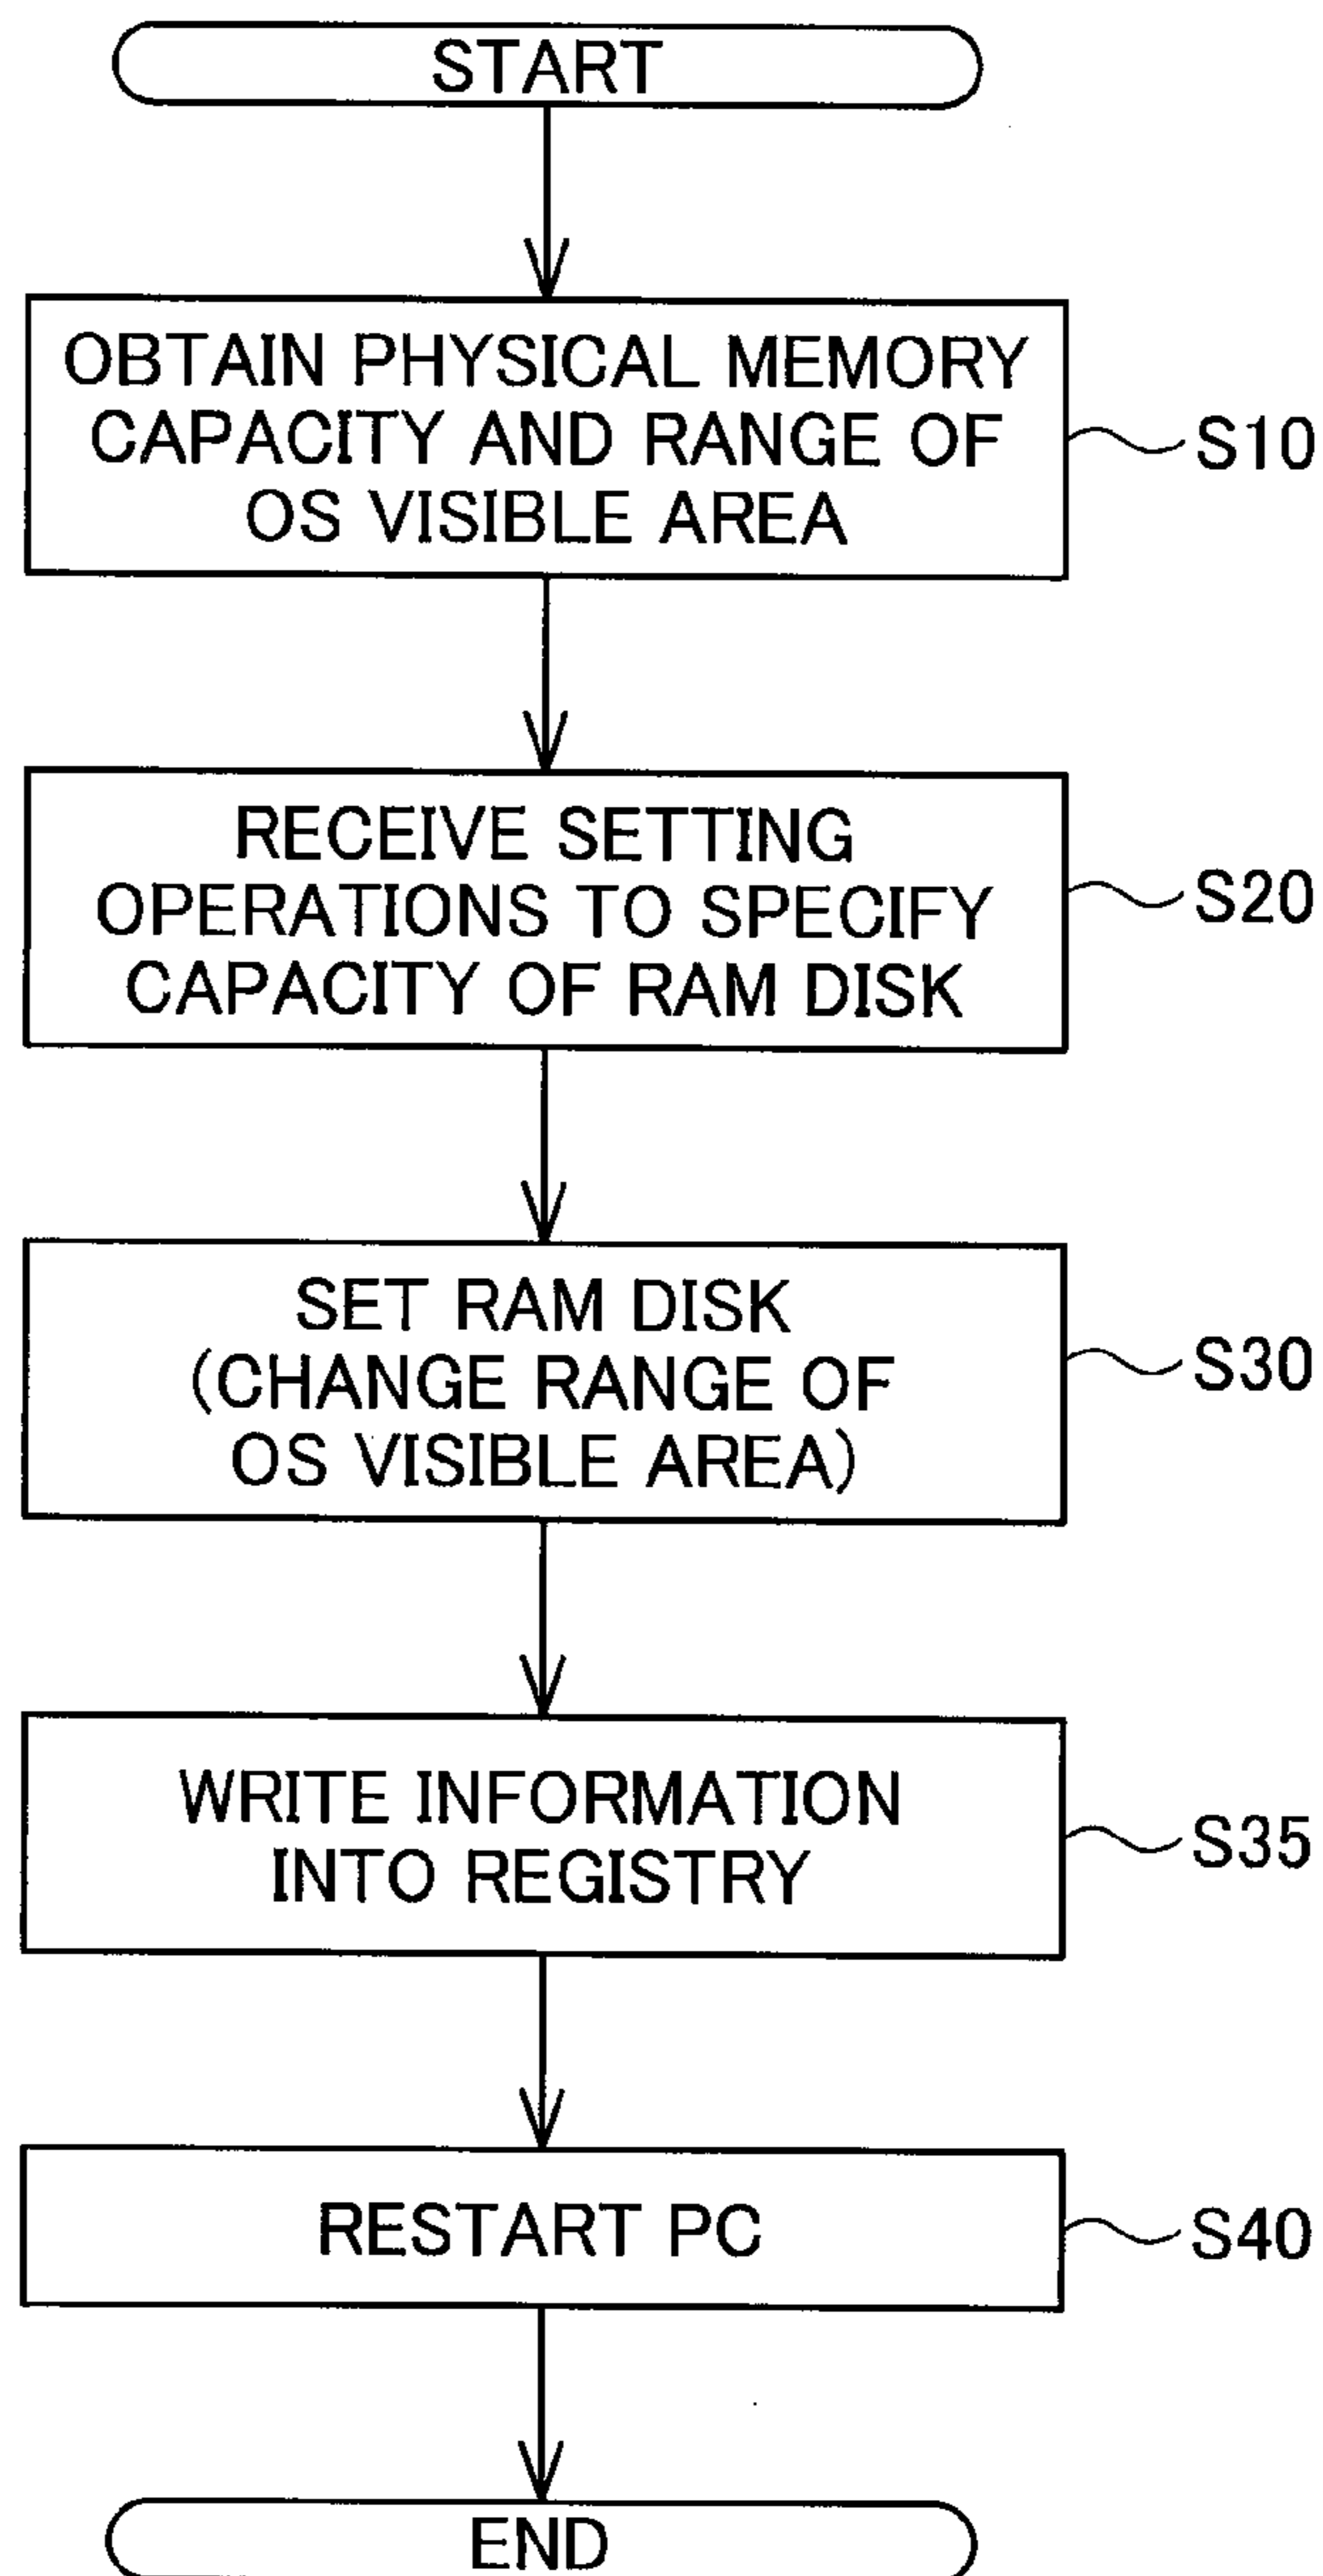 START
OBTAIN PHYSICAL MEMORY
CAPACITY AND RANGE OF
OS VISIBLE AREA
S10
RECEIVE SETTING
OPERATIONS TO SPECIFY
CAPACITY OF RAM DISK
S20
SET RAM DISK
(CHANGE RANGE OF
OS VISIBLE AREA)
S30
WRITE INFORMATION
INTO REGISTRY
S35
RESTART PC
S40
END